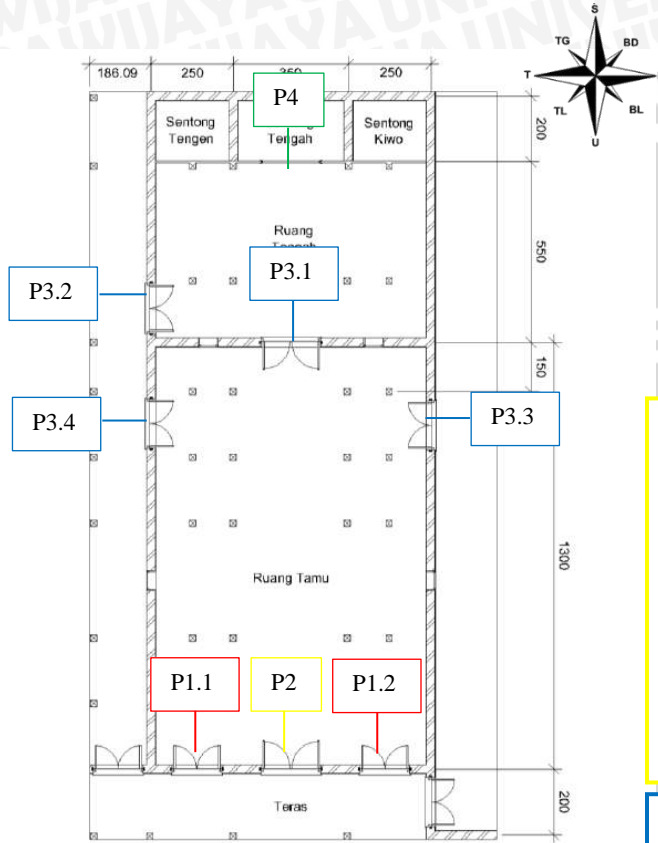 S
TG BD
T B
TL BL
U
186.09 250 250
P4
Sentong
Tengen
Tengah
Sentong
Kiwo
200
Ruang
550
P3.2
P3.1
150
P3.4
P3.3
1300
Ruang Tamu
P1.1
P2
P1.2
Teras
200